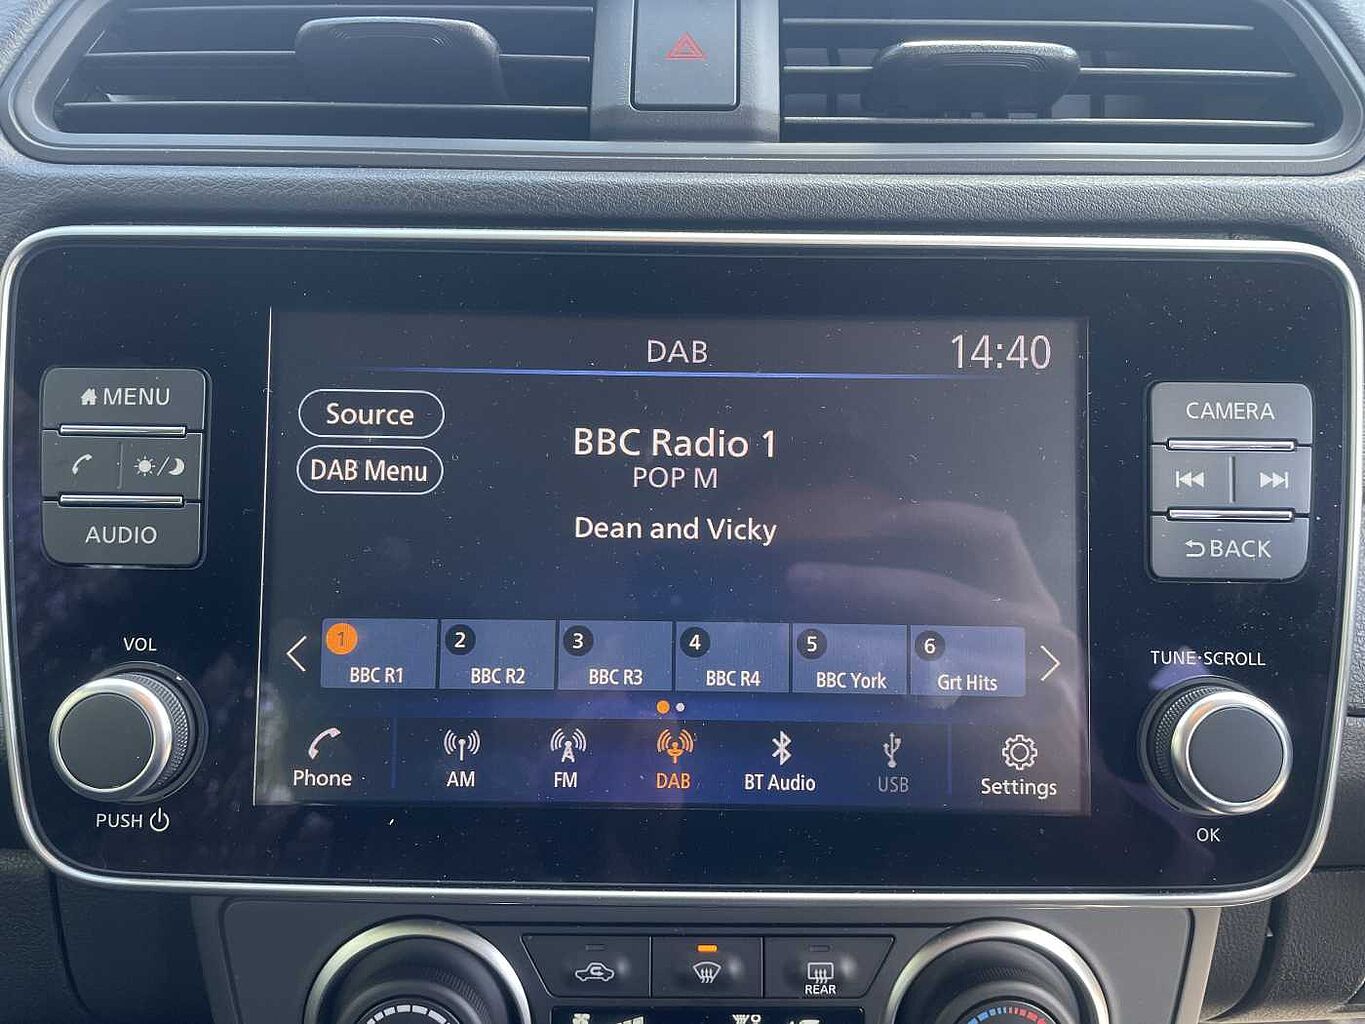 DAB 14:40
MENU
Source
CAMERA
BBC Radio 1
DAB Menu
POP M
AUDIO
Dean and Vicky
BACK
VOL
1 2 3 4 5 6
BBC R1 BBC R2 BBC R3 BBC R4 BBC York Grt Hits
TUNE·SCROLL
Phone AM FM DAB BT Audio USB Settings
PUSH
OK
REAR